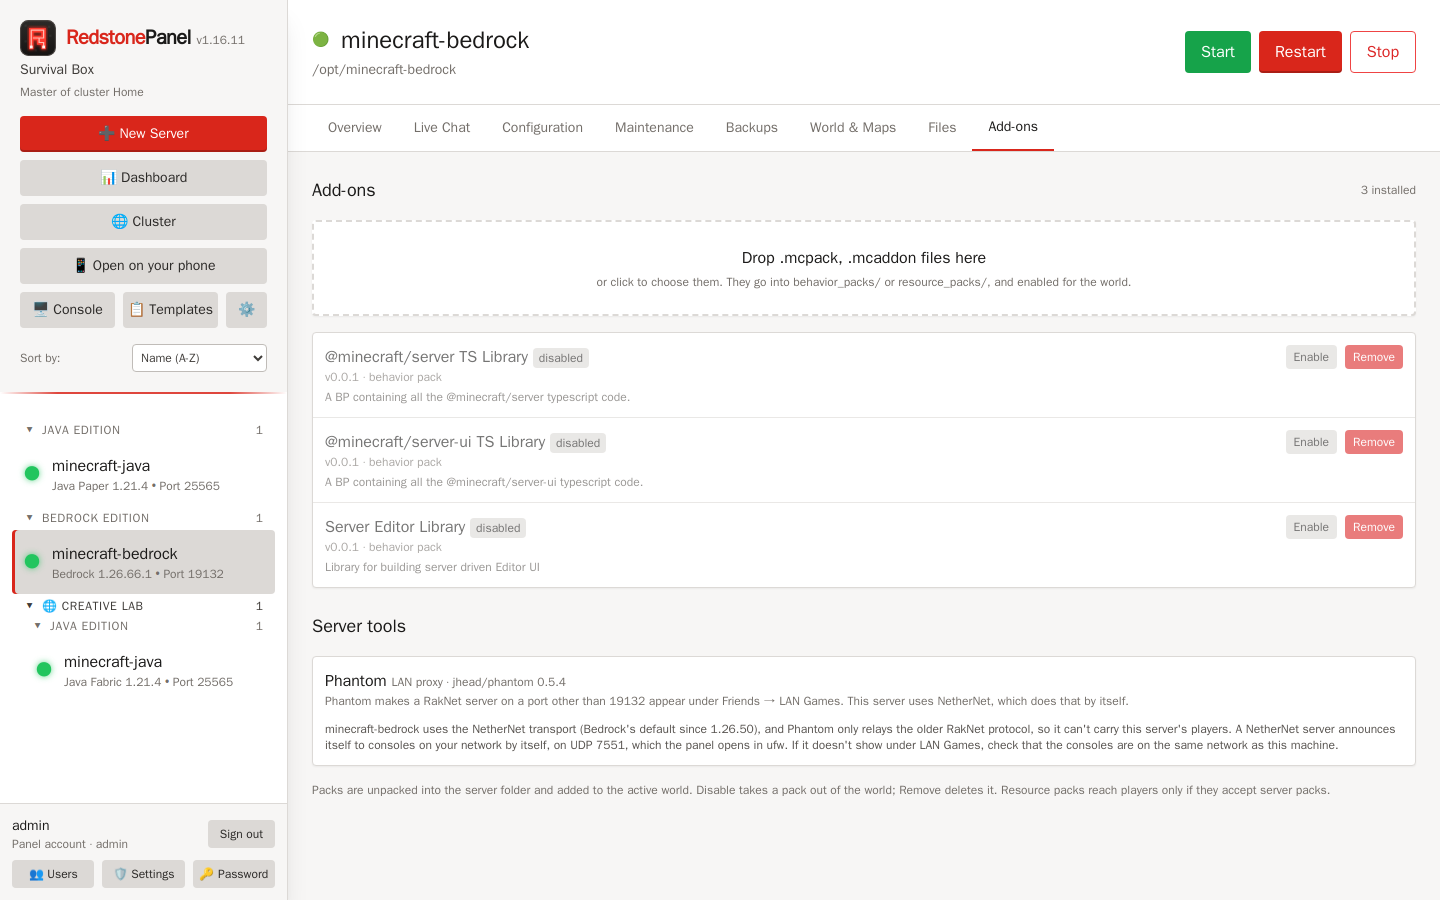 RedstonePanel v1.16.11
Survival Box
Master of cluster Home
➕ New Server
📊 Dashboard
🌐 Cluster
📱 Open on your phone
🖥️ Console
📋 Templates
⚙️
Sort by:
Name (A-Z)
▼ JAVA EDITION 1
minecraft-java
Java Paper 1.21.4 • Port 25565
▼ BEDROCK EDITION 1
minecraft-bedrock
Bedrock 1.26.66.1 • Port 19132
▼ 🌐 CREATIVE LAB 1
▼ JAVA EDITION 1
minecraft-java
Java Fabric 1.21.4 • Port 25565
admin
Panel account · admin
Sign out
👥 Users
🛡️ Settings
🔑 Password
minecraft-bedrock
/opt/minecraft-bedrock
Start
Restart
Stop
Overview
Live Chat
Configuration
Maintenance
Backups
World & Maps
Files
Add-ons
Add-ons
3 installed
Drop .mcpack, .mcaddon files here
or click to choose them. They go into behavior_packs/ or resource_packs/, and enabled for the world.
@minecraft/server TS Library disabled
v0.0.1 · behavior pack
A BP containing all the @minecraft/server typescript code.
Enable
Remove
@minecraft/server-ui TS Library disabled
v0.0.1 · behavior pack
A BP containing all the @minecraft/server-ui typescript code.
Enable
Remove
Server Editor Library disabled
v0.0.1 · behavior pack
Library for building server driven Editor UI
Enable
Remove
Server tools
Phantom LAN proxy · jhead/phantom 0.5.4
Phantom makes a RakNet server on a port other than 19132 appear under Friends → LAN Games. This server uses NetherNet, which does that by itself.
minecraft-bedrock uses the NetherNet transport (Bedrock's default since 1.26.50), and Phantom only relays the older RakNet protocol, so it can't carry this server's players. A NetherNet server announces
itself to consoles on your network by itself, on UDP 7551, which the panel opens in ufw. If it doesn't show under LAN Games, check that the consoles are on the same network as this machine.
Packs are unpacked into the server folder and added to the active world. Disable takes a pack out of the world; Remove deletes it. Resource packs reach players only if they accept server packs.